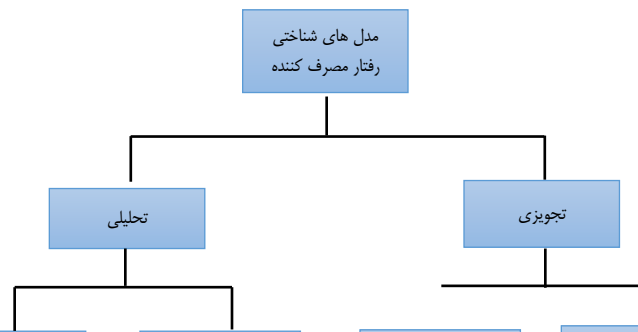 مدل های شناختی
رفتار مصرف کننده
تجویزی
تحلیلی